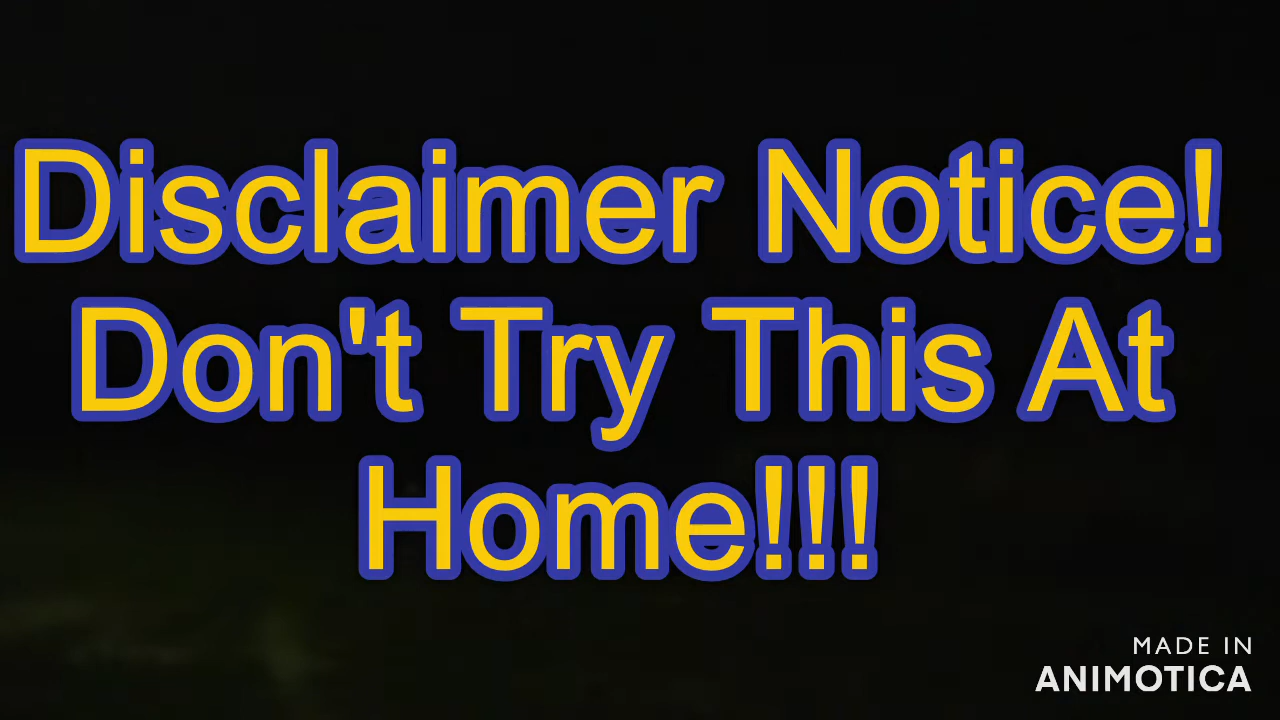 Disclaimer Notice!
Don't Try This At
Home!!!
MADE IN
ANIMOTICA